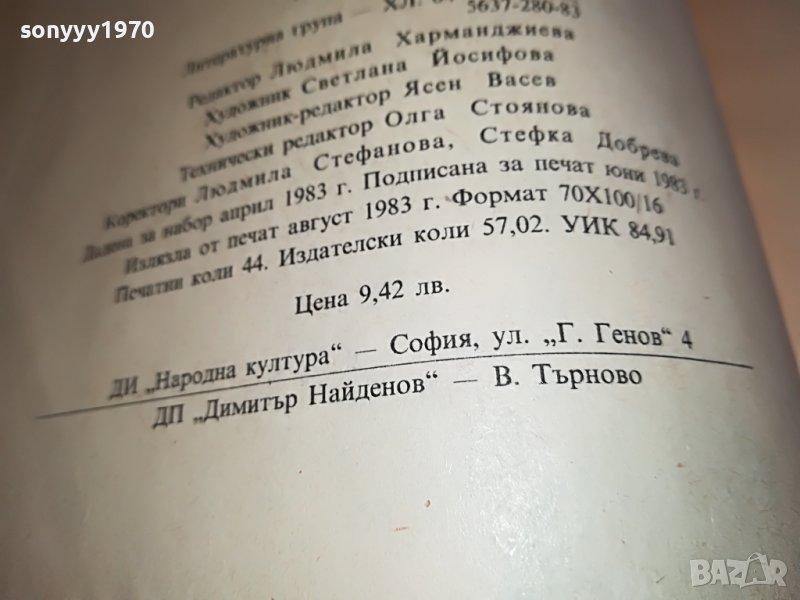 sonyyy1970
Литературна група — ХЛ.
5637-280-83
Редактор Людмила Харманджиева
Художник Светлана Йосифова
Художник-редактор Ясен Васев
Технически редактор Олга Стоянова
Коректори Людмила Стефанова, Стефка Добрева
Дадена за набор април 1983 г. Подписана за печат юни 1983 г.
Излязла от печат август 1983 г. Формат 70X100/16
Печатни коли 44. Издателски коли 57,02. УИК 84,91
Цена 9,42 лв.
ДИ „Народна култура“ — София, ул. „Г. Генов“ 4
ДП „Димитър Найденов“ — В. Търново
BAZAR